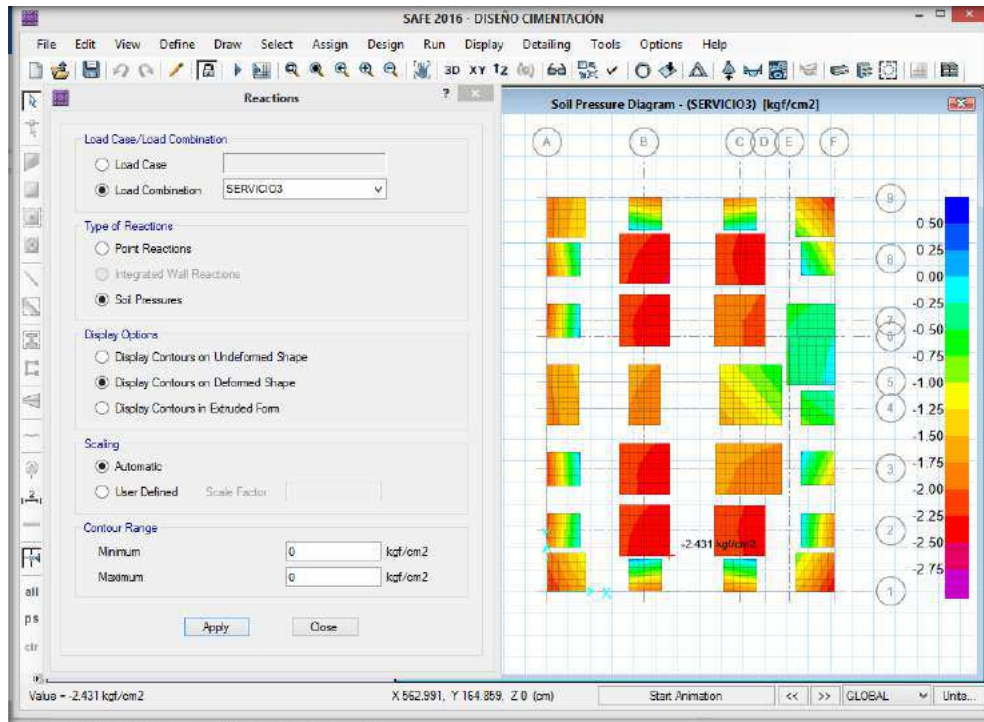 SAFE 2016 - DISEÑO CIMENTACIÓN
File Edit View Define Draw Select Assign Design Run Display Detailing Tools Options Help
3D XY
Reactions ?
Load Case/Load Combination
Load Case
Load Combination SERVICIO3
Type of Reactions
Point Reactions
Integrated Wall Reactions
Soil Pressures
Display Options
Display Contours on Undeformed Shape
Display Contours on Deformed Shape
Display Contours in Extruded Form
Scaling
Automatic
User Defined Scale Factor
Contour Range
Minimum 0 kgf/cm2
Maximum 0 kgf/cm2
Apply Close
all
ps
clr
Soil Pressure Diagram - (SERVICIO3) [kgf/cm2]
A B C D E F
9
8
7
6
5
4
3
2
1
-2.431 kgf/cm2
Y
X
0.50
0.25
0.00
-0.25
-0.50
-0.75
-1.00
-1.25
-1.50
-1.75
-2.00
-2.25
-2.50
-2.75
Value = -2.431 kgf/cm2 X 562.991, Y 164.859, Z 0 (cm) Start Animation << >> GLOBAL Units...